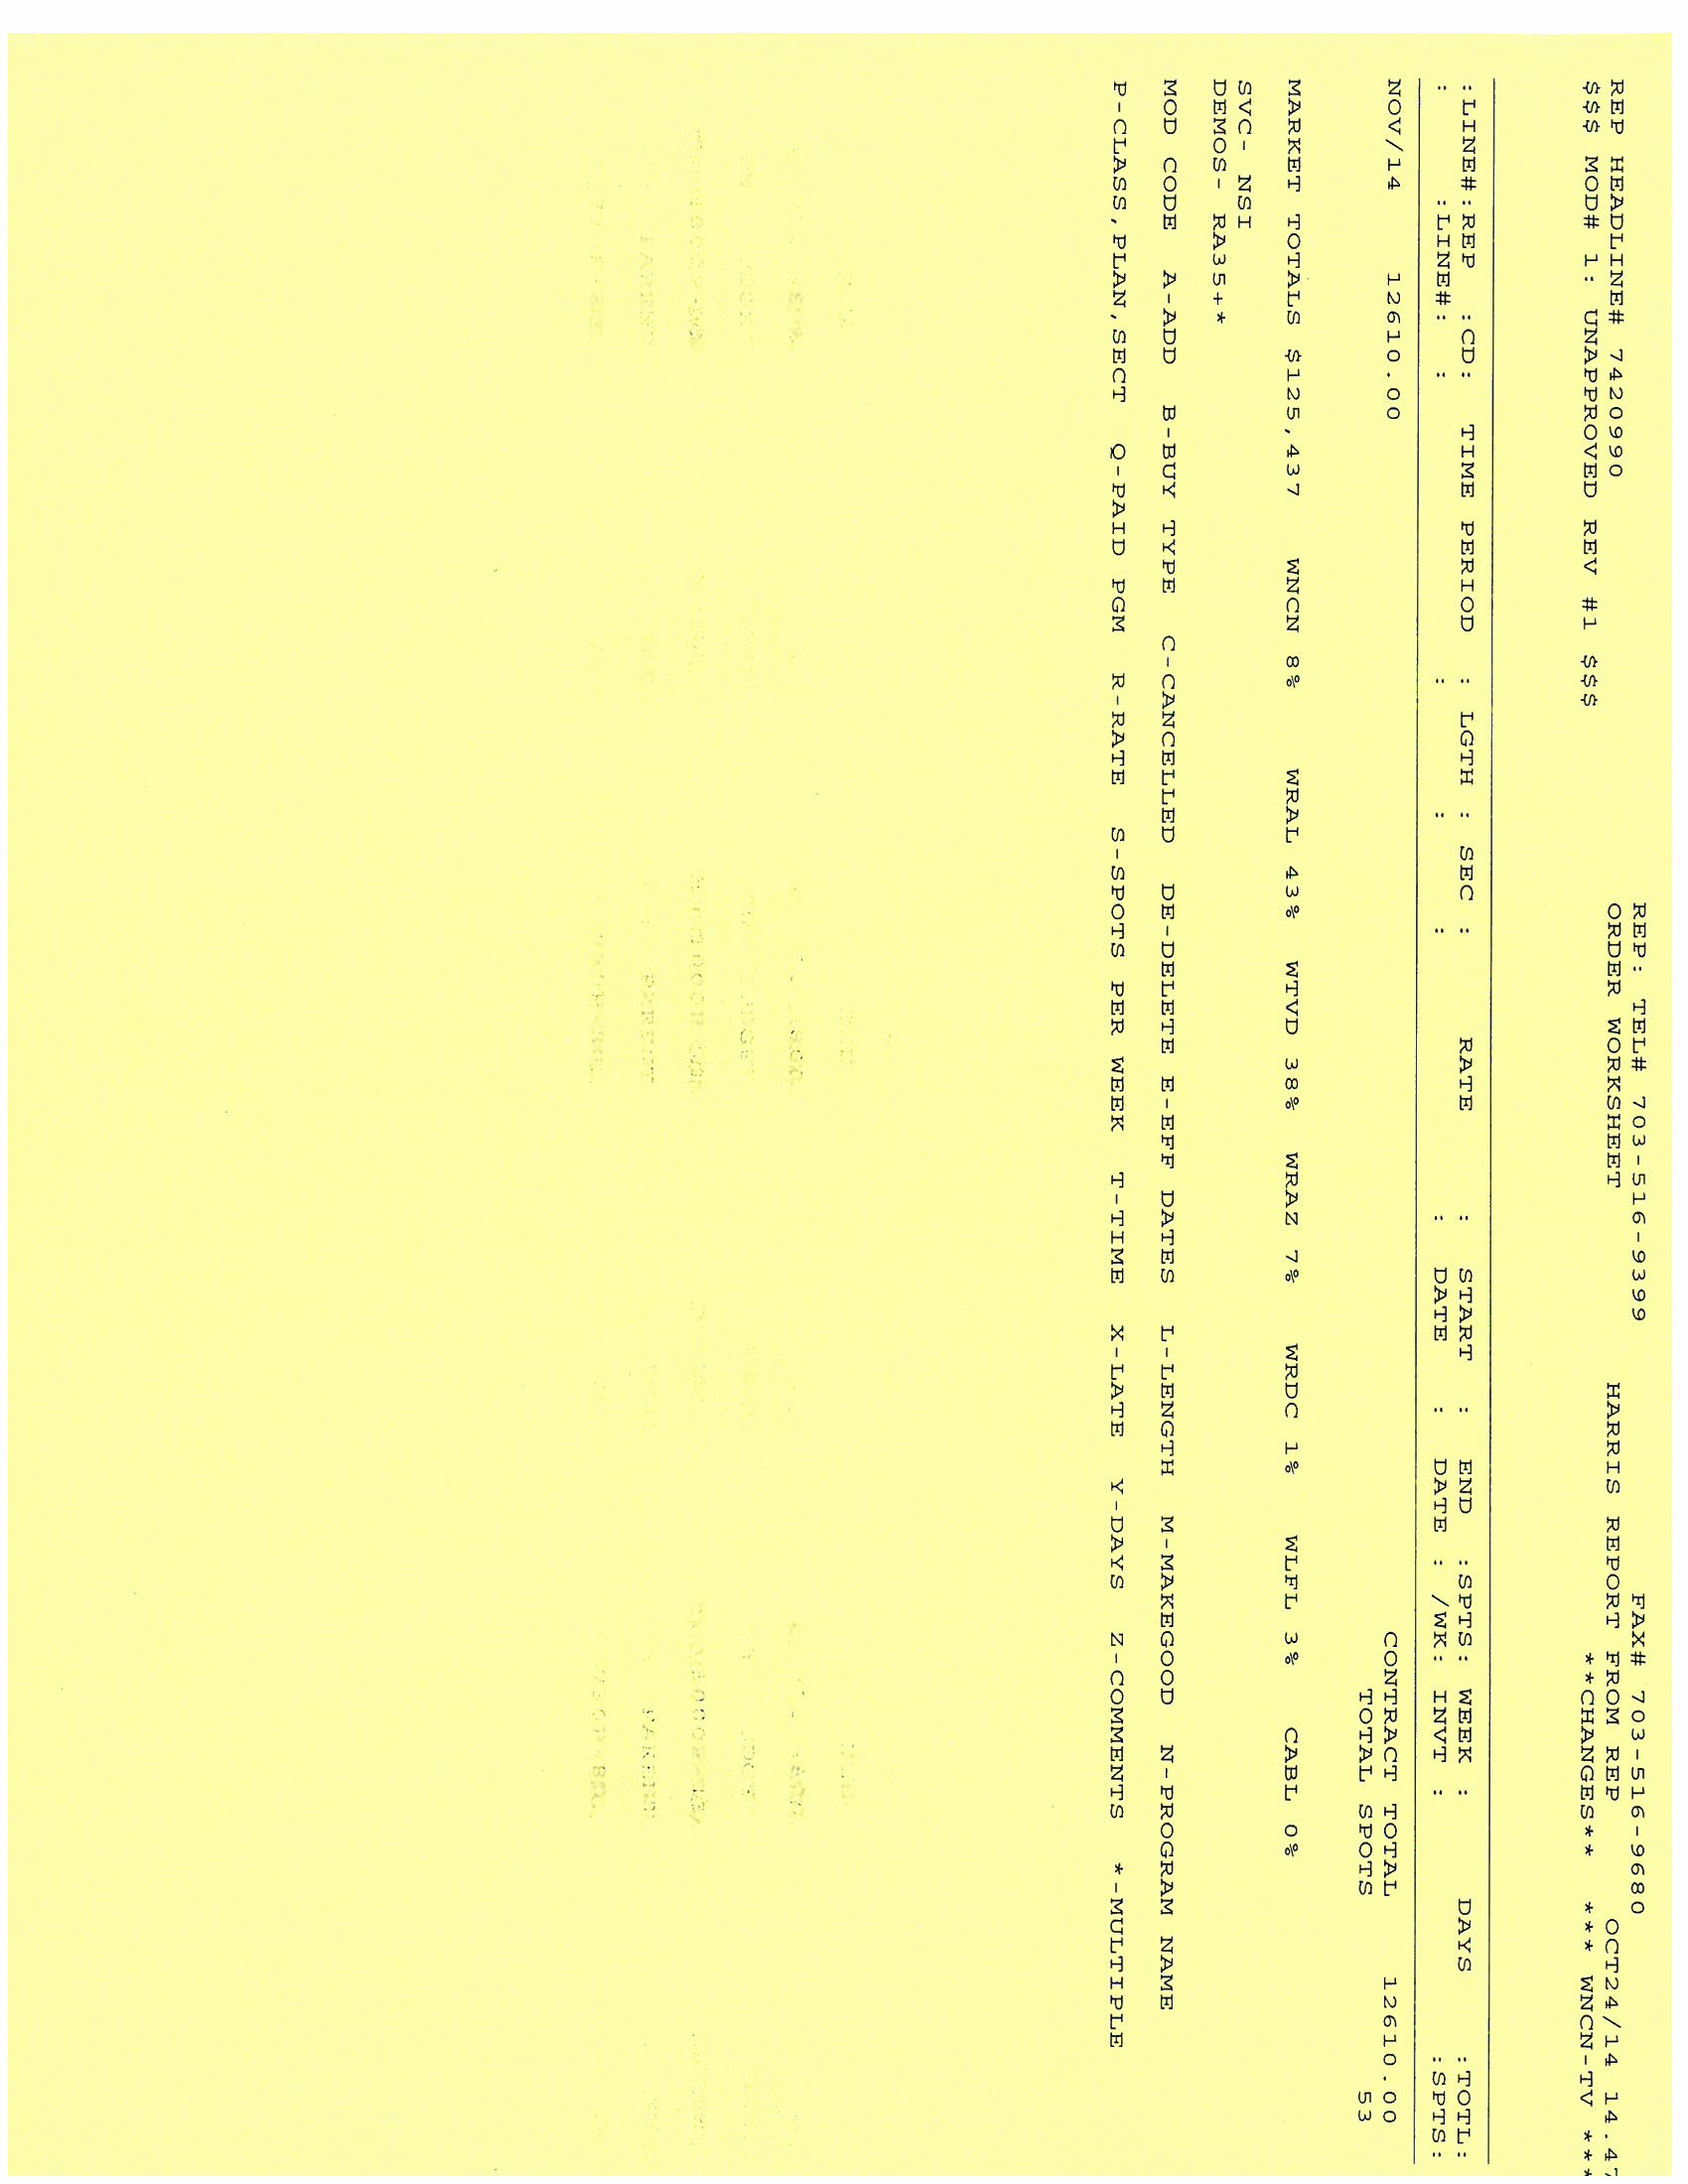 REP: TEL# 703-516-9399 FAX# 703-516-9680
REP HEADLINE# 7420990 ORDER WORKSHEET HARRIS REPORT FROM REP OCT24/14 14.47
$$$ MOD# 1: UNAPPROVED REV #1 $$$ **CHANGES** *** WNCN-TV ***
:LINE#:REP :CD: TIME PERIOD : LGTH : SEC : RATE : START : END :SPTS: WEEK : DAYS :TOTL:
: :LINE#: : : : : : DATE : DATE : /WK: INVT : :SPTS:
NOV/14 12610.00 CONTRACT TOTAL 12610.00
TOTAL SPOTS 53
MARKET TOTALS $125,437 WNCN 8% WRAL 43% WTVD 38% WRAZ 7% WRDC 1% WLFL 3% CABL 0%
SVC- NSI
DEMOS- RA35+*
MOD CODE A-ADD B-BUY TYPE C-CANCELLED DE-DELETE E-EFF DATES L-LENGTH M-MAKEGOOD N-PROGRAM NAME
P-CLASS,PLAN,SECT Q-PAID PGM R-RATE S-SPOTS PER WEEK T-TIME X-LATE Y-DAYS Z-COMMENTS *-MULTIPLE